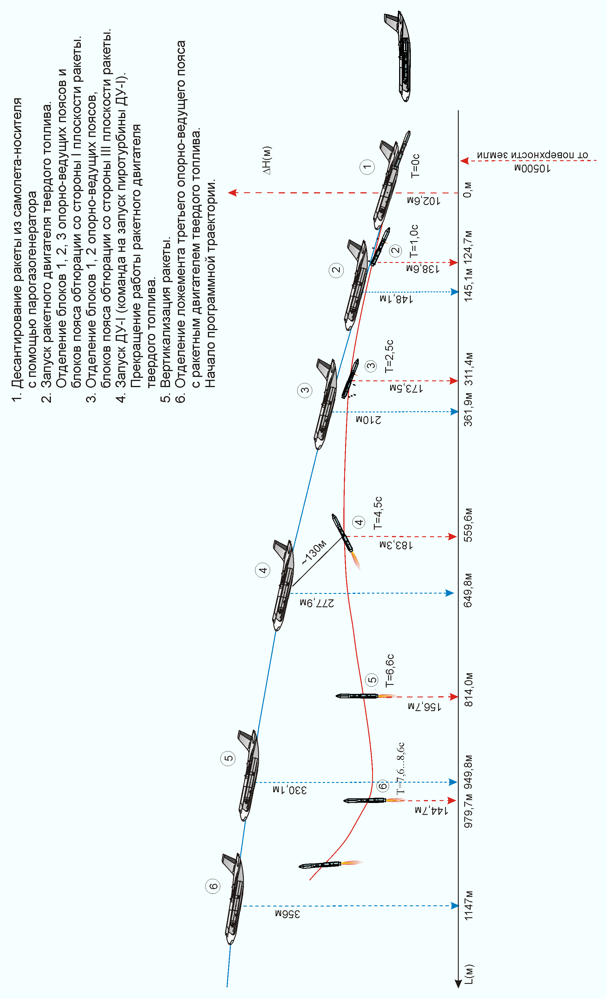 1. Десантирование ракеты из самолета-носителя
с помощью парогазогенератора
2. Запуск ракетного двигателя твердого топлива.
Отделение блоков 1, 2, 3 опорно-ведущих поясов и
блоков пояса обтюрации со стороны I плоскости ракеты.
3. Отделение блоков 1, 2 опорно-ведущих поясов,
блоков пояса обтюрации со стороны III плоскости ракеты.
4. Запуск ДУ-I (команда на запуск пиротурбины ДУ-I).
Прекращение работы ракетного двигателя
твердого топлива.
5. Вертикализация ракеты.
6. Отделение ложемента третьего опорно-ведущего пояса
с ракетным двигателем твердого топлива.
Начало программной траектории.
ΔH(м)
6
5
4
3
2
1
356м
330,1м
277,9м
~130м
210м
148,1м
102,6м
6
T=7,6...8,6с
144,7м
5
T=6,6с
156,7м
4
T=4,5с
183,3м
3
T=2,5с
173,5м
2
T=1,0с
138,6м
T=0с
L(м)
1147м
979,7м
949,8м
814,0м
649,8м
559,6м
361,9м
311,4м
145,1м
124,7м
0,м
10500м
от поверхности земли